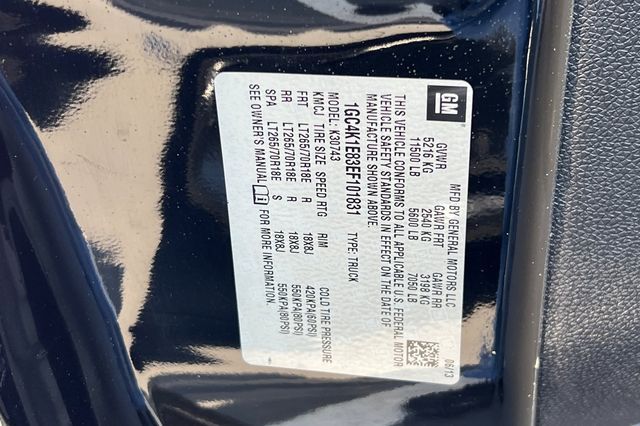 GM
MFD BY GENERAL MOTORS LLC 06/13
GVWR GAWR FRT GAWR RR
5216 KG 2540 KG 3198 KG
11500 LB 5600 LB 7050 LB
THIS VEHICLE CONFORMS TO ALL APPLICABLE U.S. FEDERAL MOTOR
VEHICLE SAFETY STANDARDS IN EFFECT ON THE DATE OF
MANUFACTURE SHOWN ABOVE.
1GC4K1E83EF101831 TYPE: TRUCK
MODEL: K30743
KMCJ TIRE SIZE SPEED RTG RIM COLD TIRE PRESSURE
FRT LT265/70R18E R 18X8J 420KPA(60PSI)
RR LT265/70R18E R 18X8J 550KPA(80PSI)
SPA LT265/70R18E S 18X8J 550KPA(80PSI)
SEE OWNER'S MANUAL FOR MORE INFORMATION.